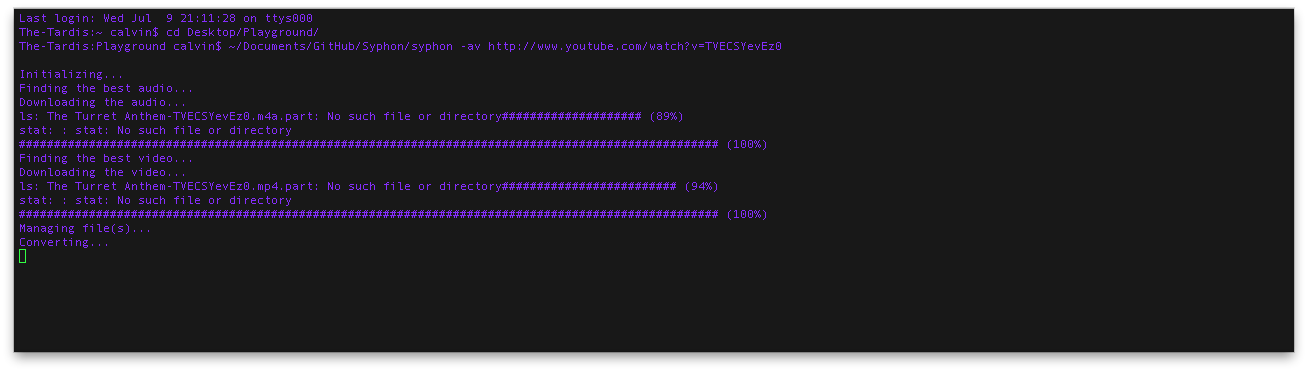 Last login: Wed Jul  9 21:11:28 on ttys000
The-Tardis:~ calvin$ cd Desktop/Playground/
The-Tardis:Playground calvin$ ~/Documents/GitHub/Syphon/syphon -av http://www.youtube.com/watch?v=TVECSYevEz0
Initializing...
Finding the best audio...
Downloading the audio...
ls: The Turret Anthem-TVECSYevEz0.m4a.part: No such file or directory#################### (89%)
stat: : stat: No such file or directory
#################################################################################################### (100%)
Finding the best video...
Downloading the video...
ls: The Turret Anthem-TVECSYevEz0.mp4.part: No such file or directory######################### (94%)
stat: : stat: No such file or directory
#################################################################################################### (100%)
Managing file(s)...
Converting...